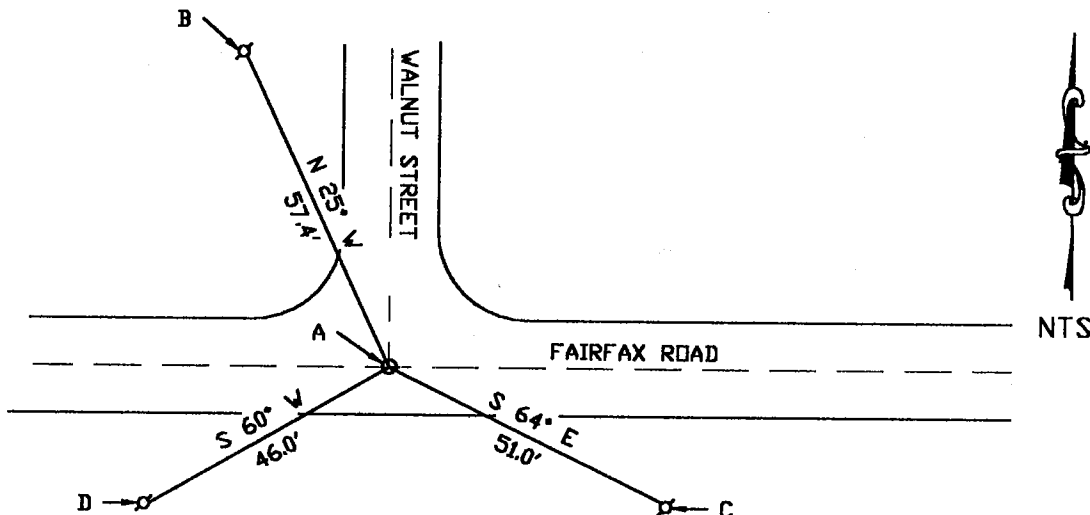 B
WALNUT STREET
N 25° W
57.4'
NTS
A
FAIRFAX ROAD
S 60° W
46.0'
S 64° E
51.0'
D
C